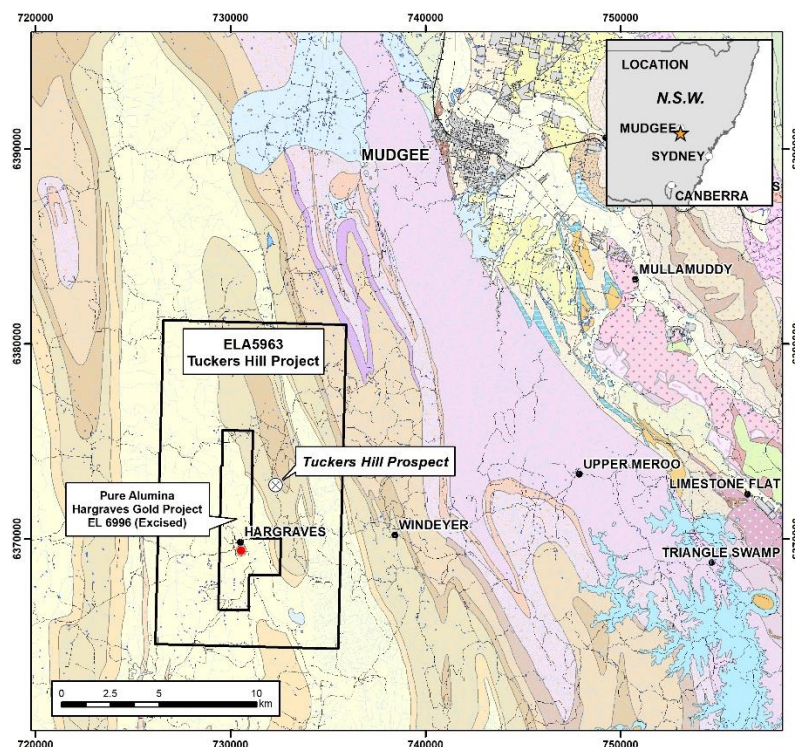 720000
730000
740000
750000
LOCATION
N.S.W.
MUDGEE
SYDNEY
CANBERRA
6390000
MUDGEE
MULLAMUDDY
6380000
6380000
ELA5963
Tuckers Hill Project
Tuckers Hill Prospect
UPPER MEROO
LIMESTONE FLAT
Pure Alumina
Hargraves Gold Project
EL 6996 (Excised)
HARGRAVES
WINDEYER
6370000
6370000
TRIANGLE SWAMP
0
2.5
5
10
km
720000
730000
740000
750000